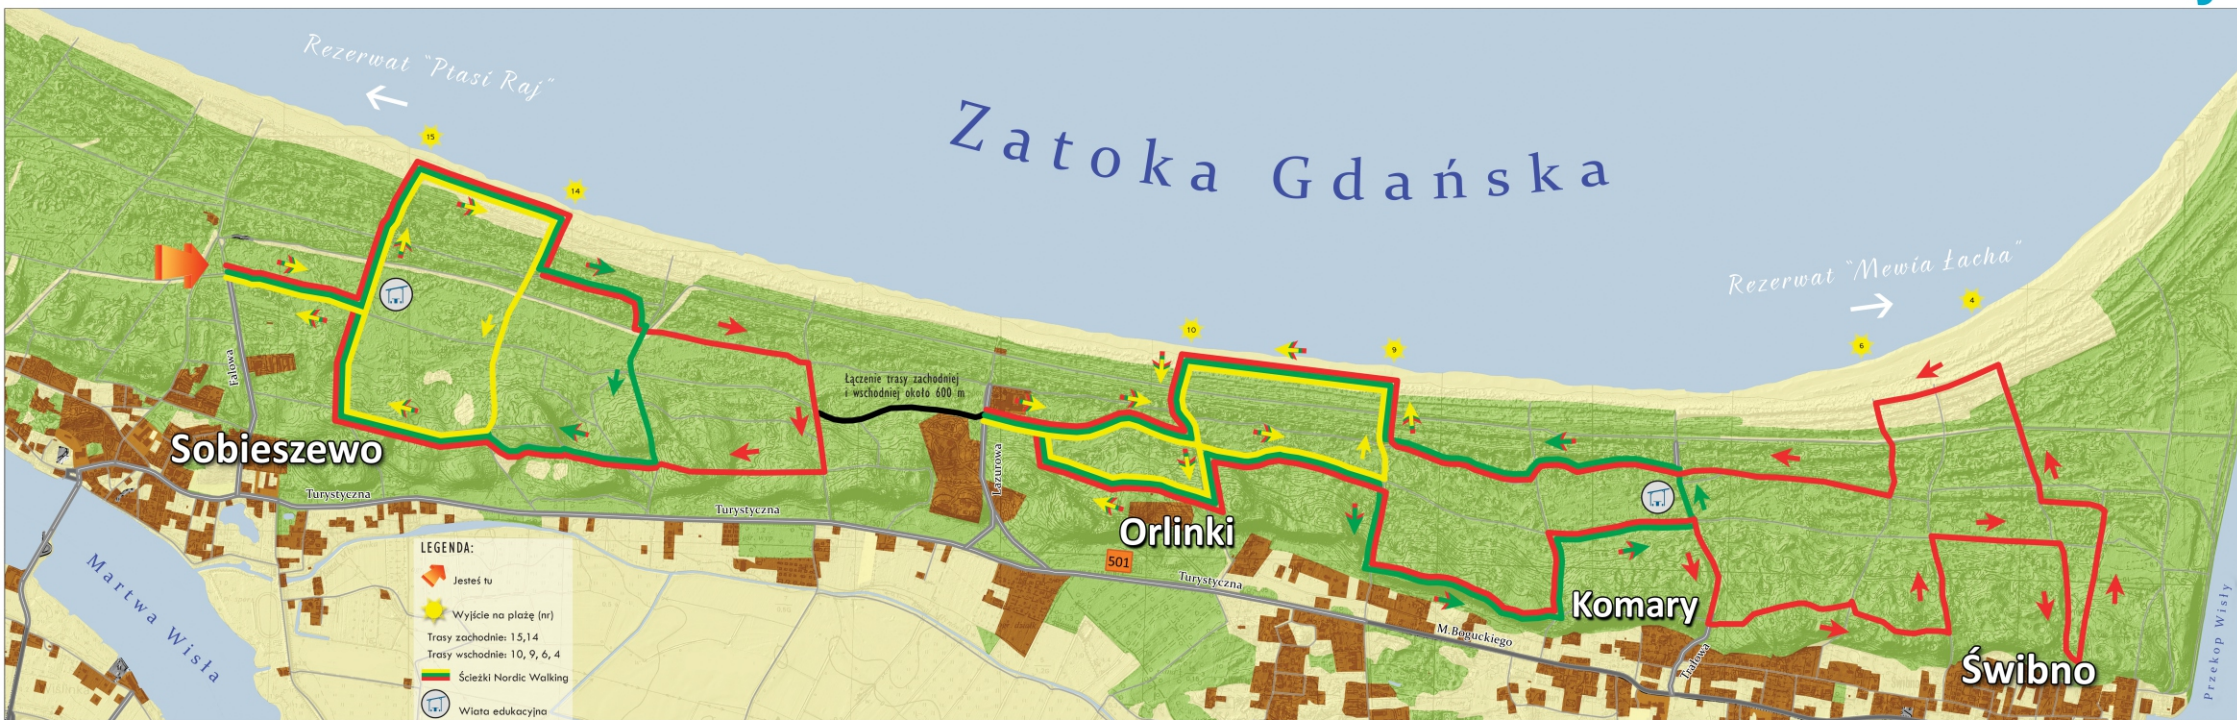 Rezerwat "Ptasi Raj"
15
14
Zatoka Gdańska
Rezerwat "Mewia Łacha"
4
6
10
9
Falowa
Łączenie trasy zachodniej
i wschodniej około 600 m
Lazurowa
Sobieszewo
Turystyczna
Turystyczna
Orlinki
501
Turystyczna
Komary
M.Boguckiego
Tralowa
Świbno
Przekop Wisły
Martwa Wisła
LEGENDA:
Jesteś tu
Wyjście na plażę (nr)
Trasy zachodnie: 15,14
Trasy wschodnie: 10, 9, 6, 4
Ścieżki Nordic Walking
Wiata edukacyjna